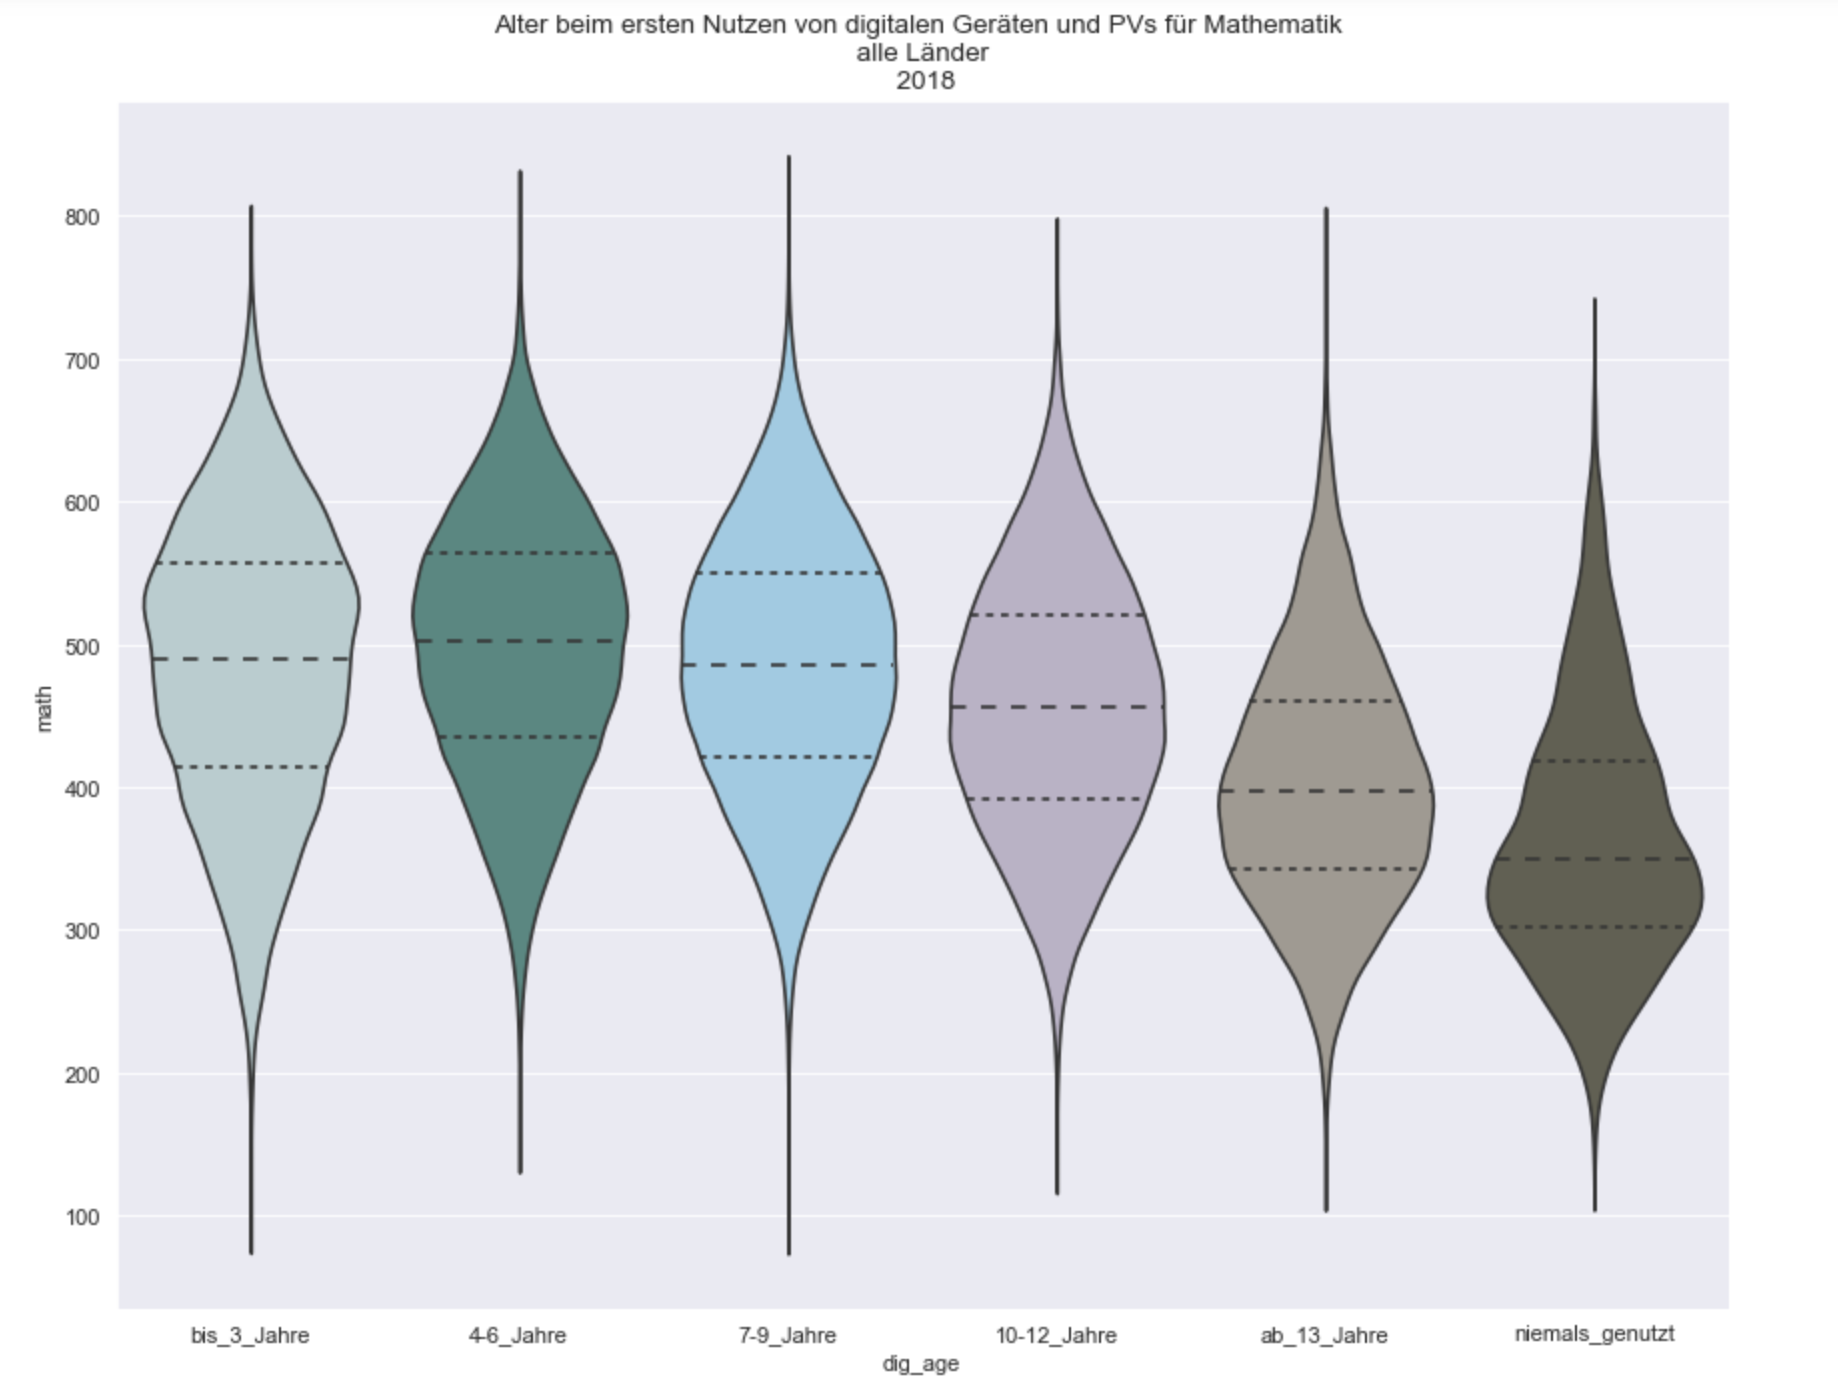 Alter beim ersten Nutzen von digitalen Geräten und PVs für Mathematik
alle Länder
2018
800
700
600
500
400
300
200
100
math
bis_3_Jahre
4-6_Jahre
7-9_Jahre
10-12_Jahre
ab_13_Jahre
niemals_genutzt
dig_age